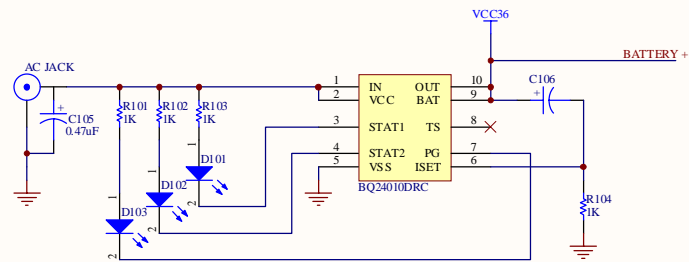 VCC36
AC JACK
BATTERY +
C106
+
1 IN OUT 10
2 VCC BAT 9
R101 1K
R102 1K
R103 1K
+
C105
0.47uF
3 STAT1 TS 8
4 STAT2 PG 7
5 VSS ISET 6
BQ24010DRC
1 D101 2
1 D102 2
1 D103 2
R104
1K